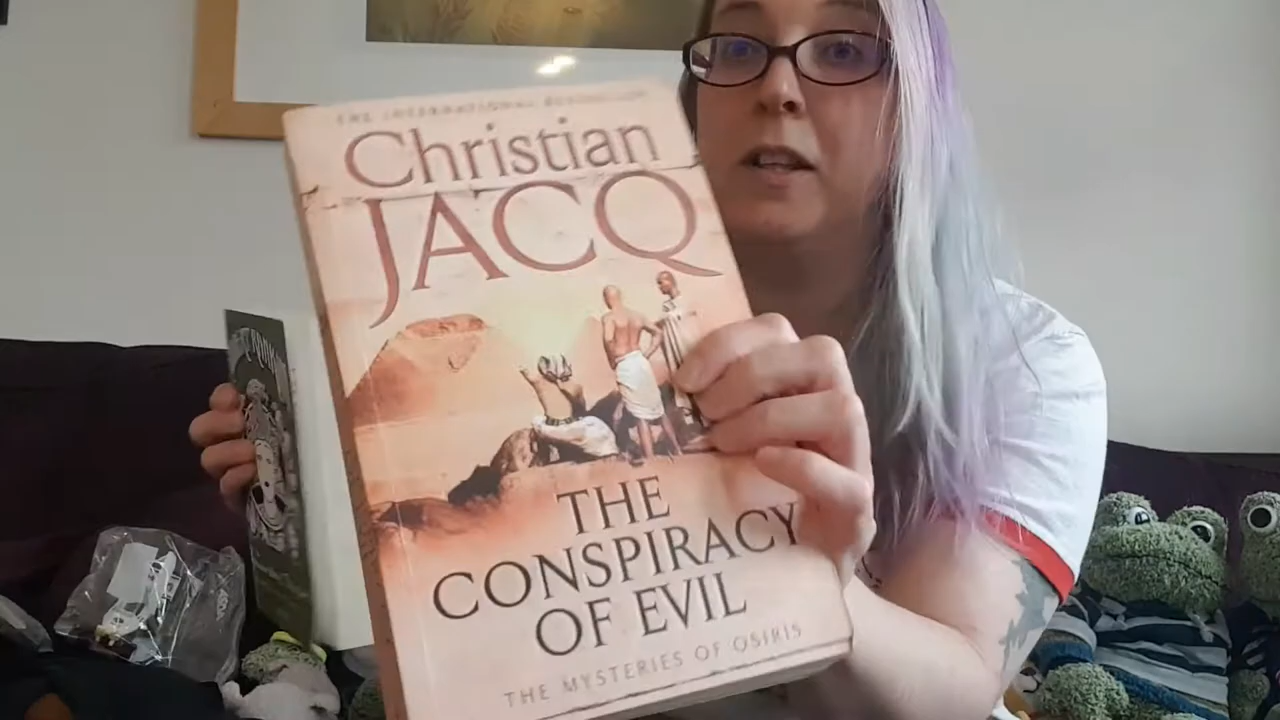 THE INTERNATIONAL BESTSELLER
Christian
JACQ
THE
CONSPIRACY
OF EVIL
THE MYSTERIES OF OSIRIS